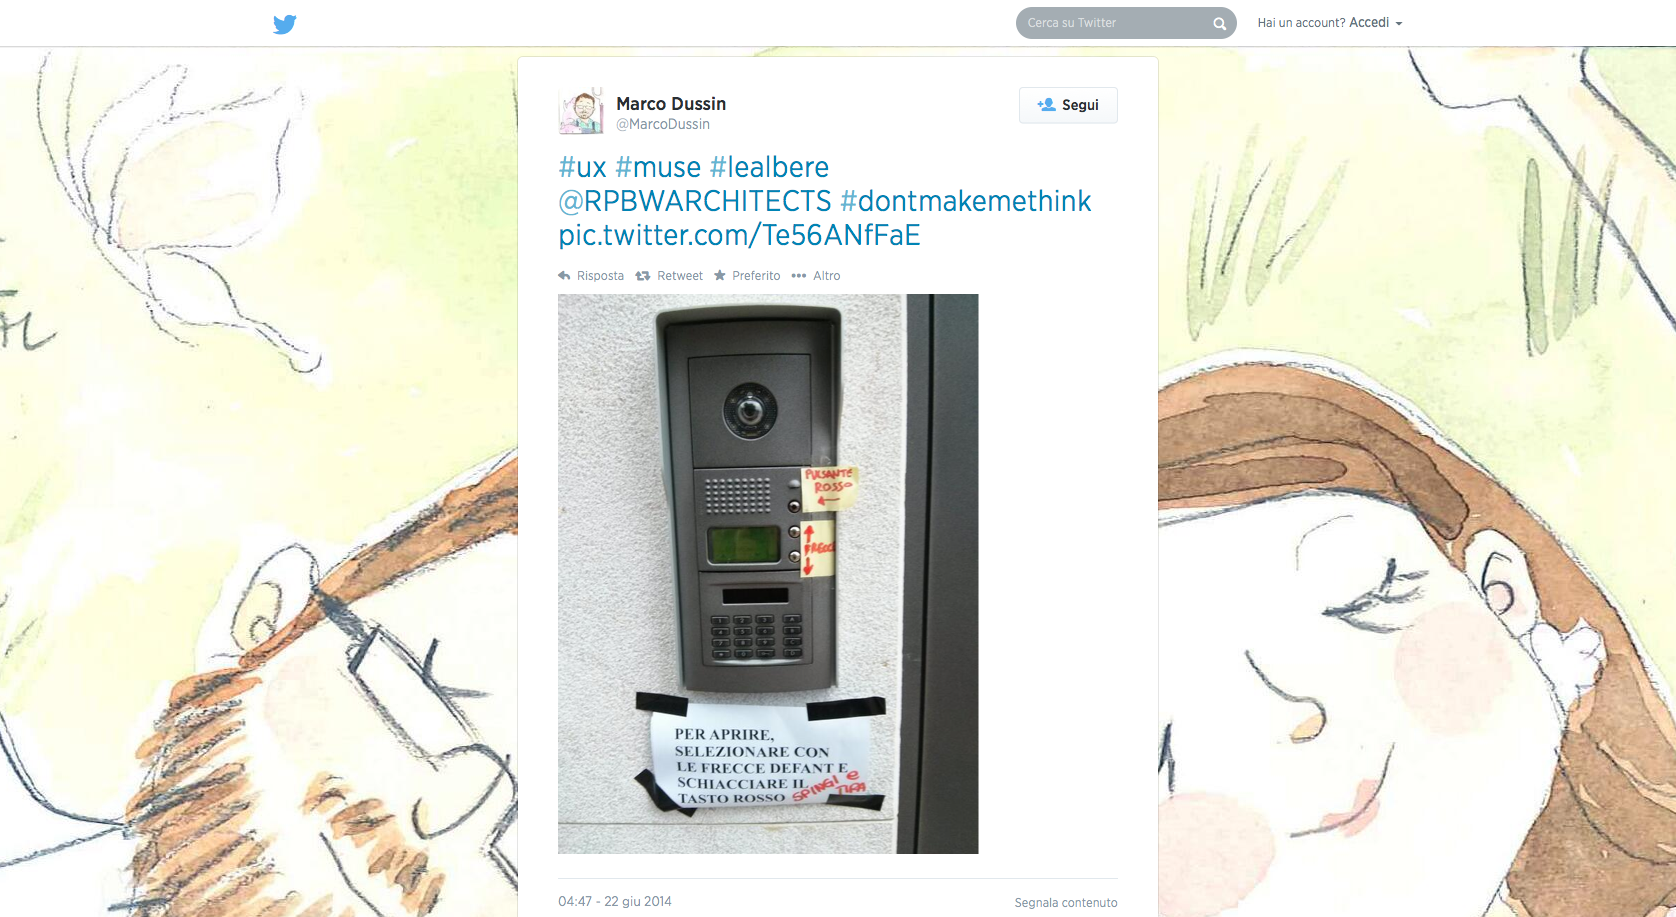 Cerca su Twitter
Hai un account? Accedi
Marco Dussin
@MarcoDussin
Segui
#ux #muse #lealbere
@RPBWARCHITECTS #dontmakemethink
pic.twitter.com/Te56ANfFaE
Risposta Retweet Preferito Altro
PULSANTE
ROSSO
FRECCE
PER APRIRE,
SELEZIONARE CON
LE FRECCE DEFANT E
SCHIACCIARE IL
TASTO ROSSO SPINGI e
TIRA
04:47 - 22 giu 2014
Segnala contenuto